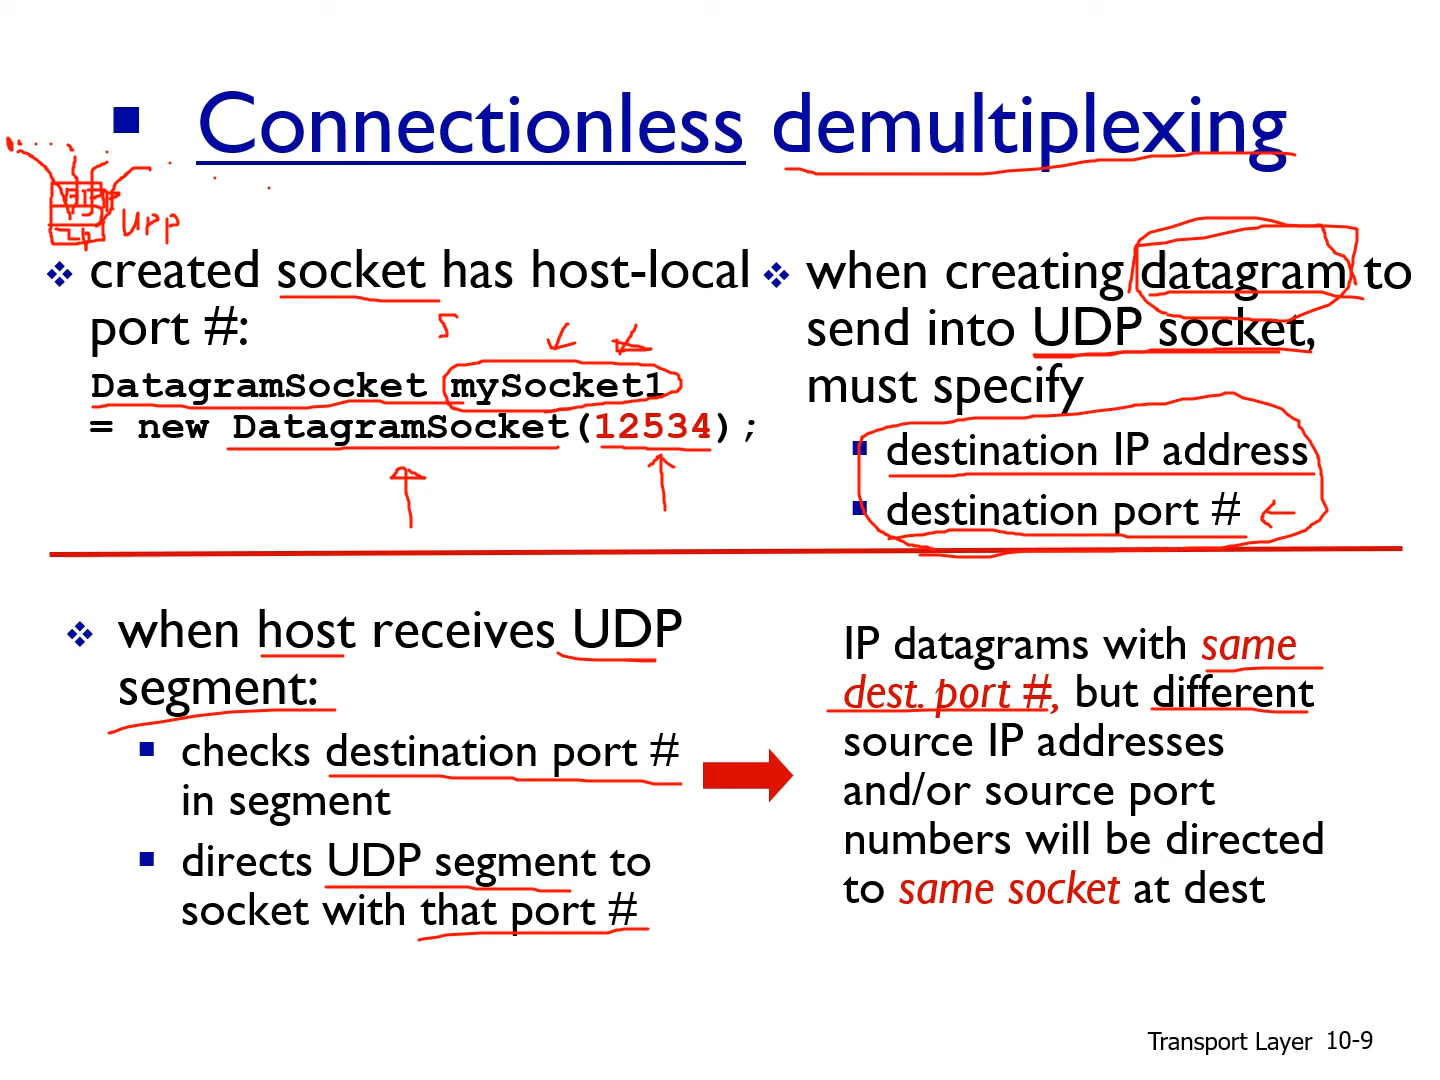 Connectionless demultiplexing
created socket has host-local
port #:
DatagramSocket mySocket1
= new DatagramSocket(12534);
when creating datagram to
send into UDP socket,
must specify
destination IP address
destination port #
when host receives UDP
segment:
checks destination port #
in segment
directs UDP segment to
socket with that port #
IP datagrams with same
dest. port #, but different
source IP addresses
and/or source port
numbers will be directed
to same socket at dest
Transport Layer 10-9